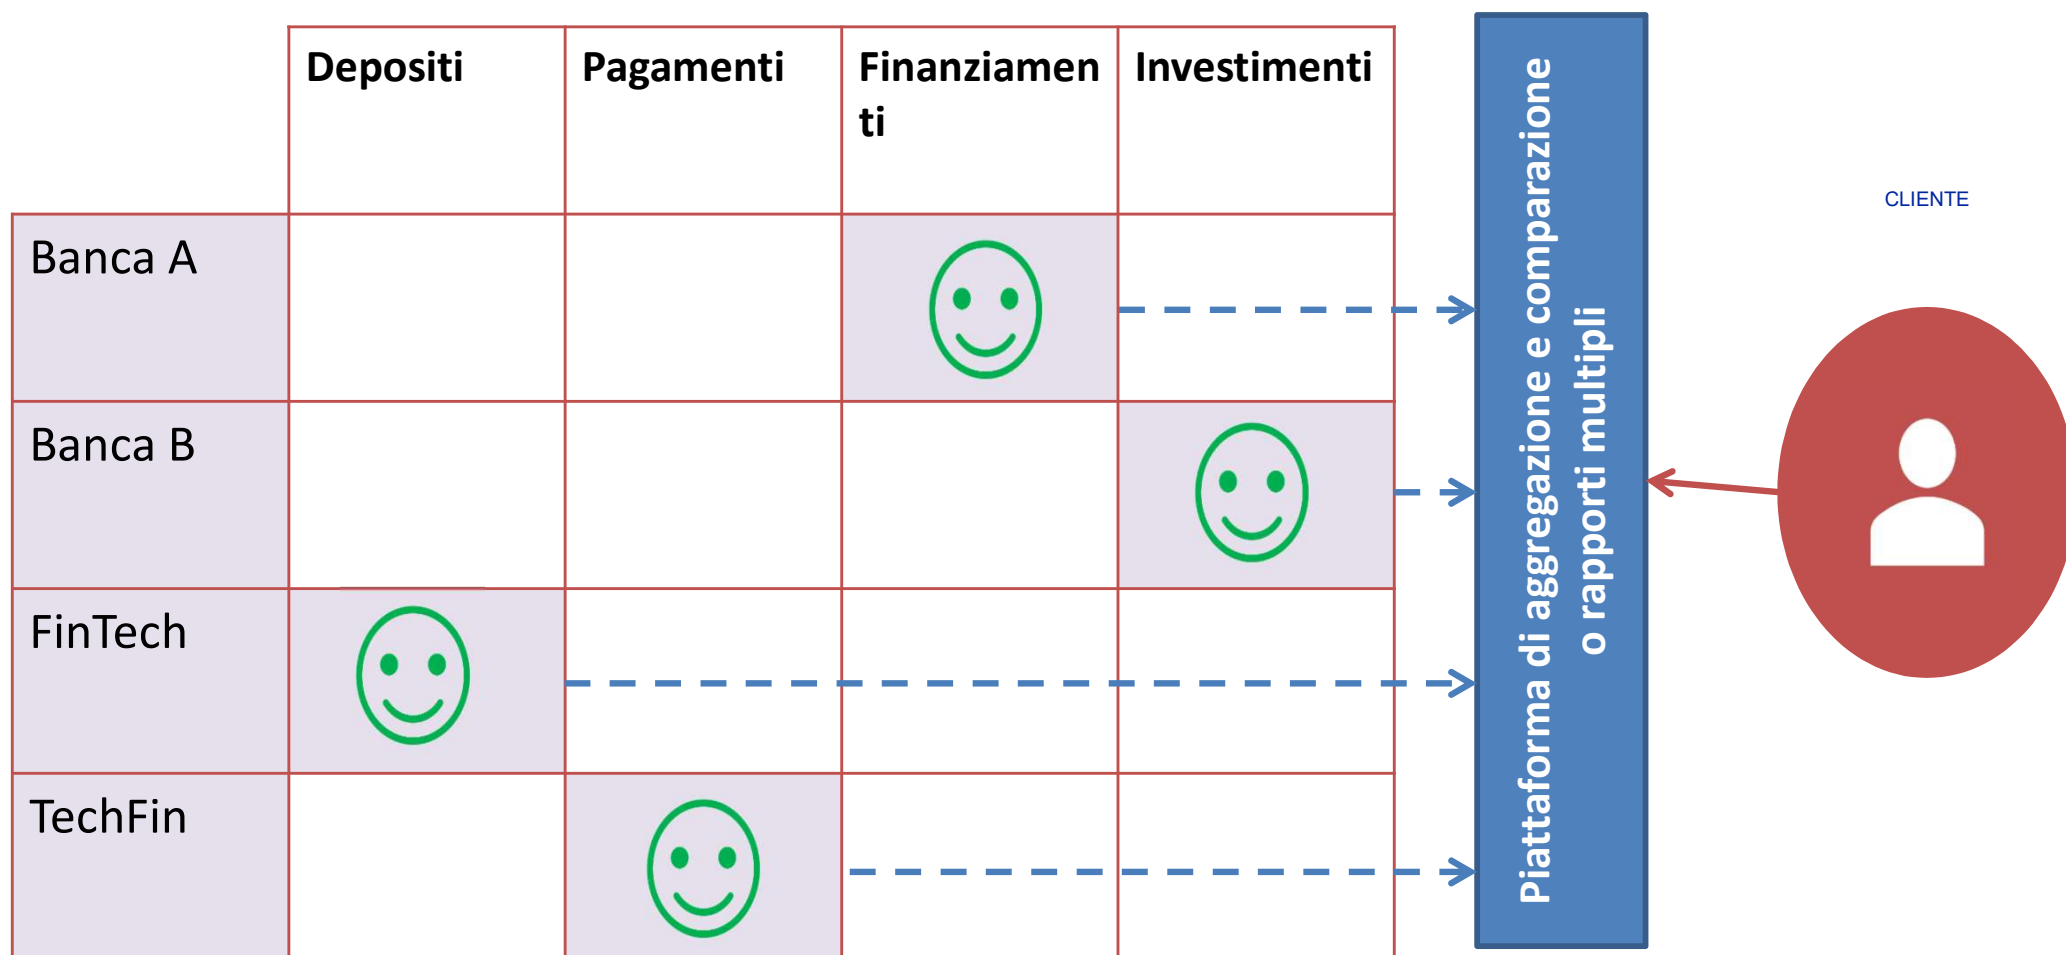 Depositi
Pagamenti
Finanziamen
ti
Investimenti
Banca A
Banca B
FinTech
TechFin
Piattaforma di aggregazione e comparazione
o rapporti multipli
CLIENTE